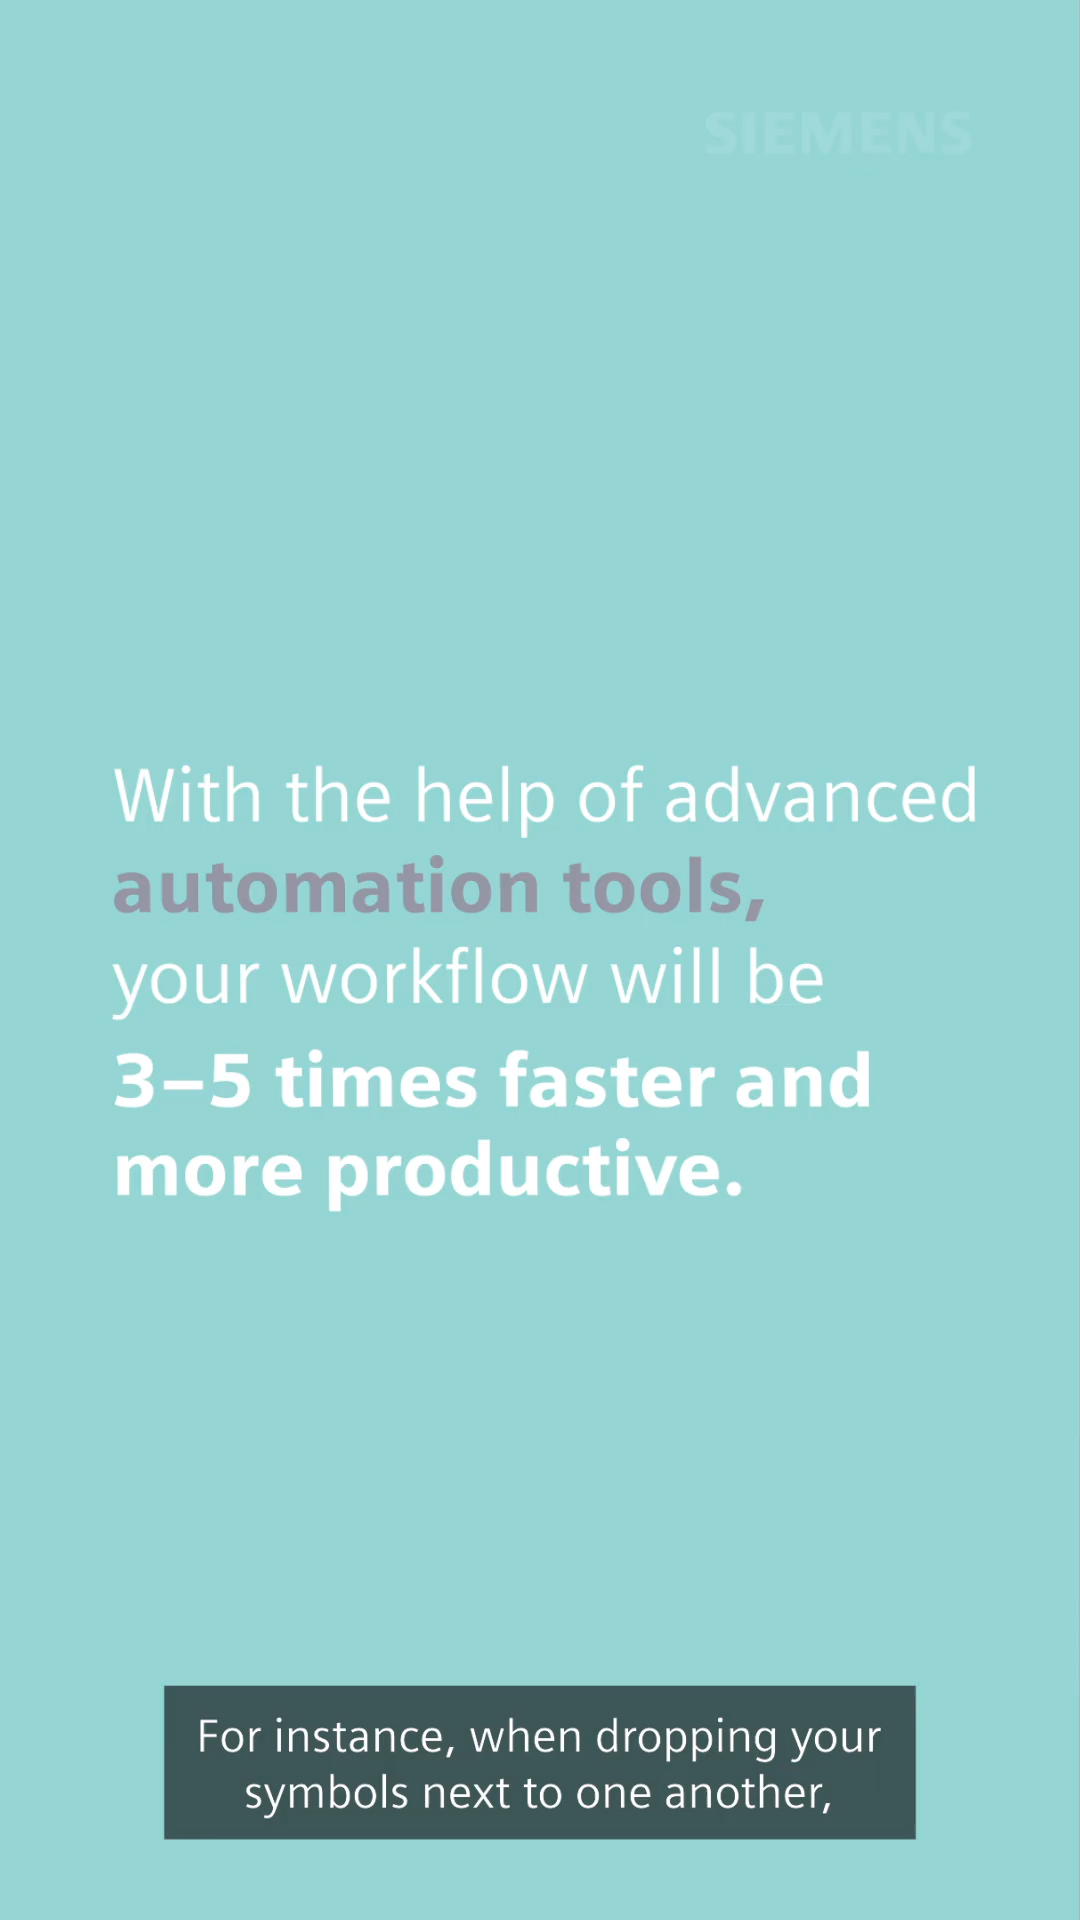 SIEMENS
With the help of advanced
automation tools,
your workflow will be
3–5 times faster and
more productive.
For instance, when dropping your
symbols next to one another,